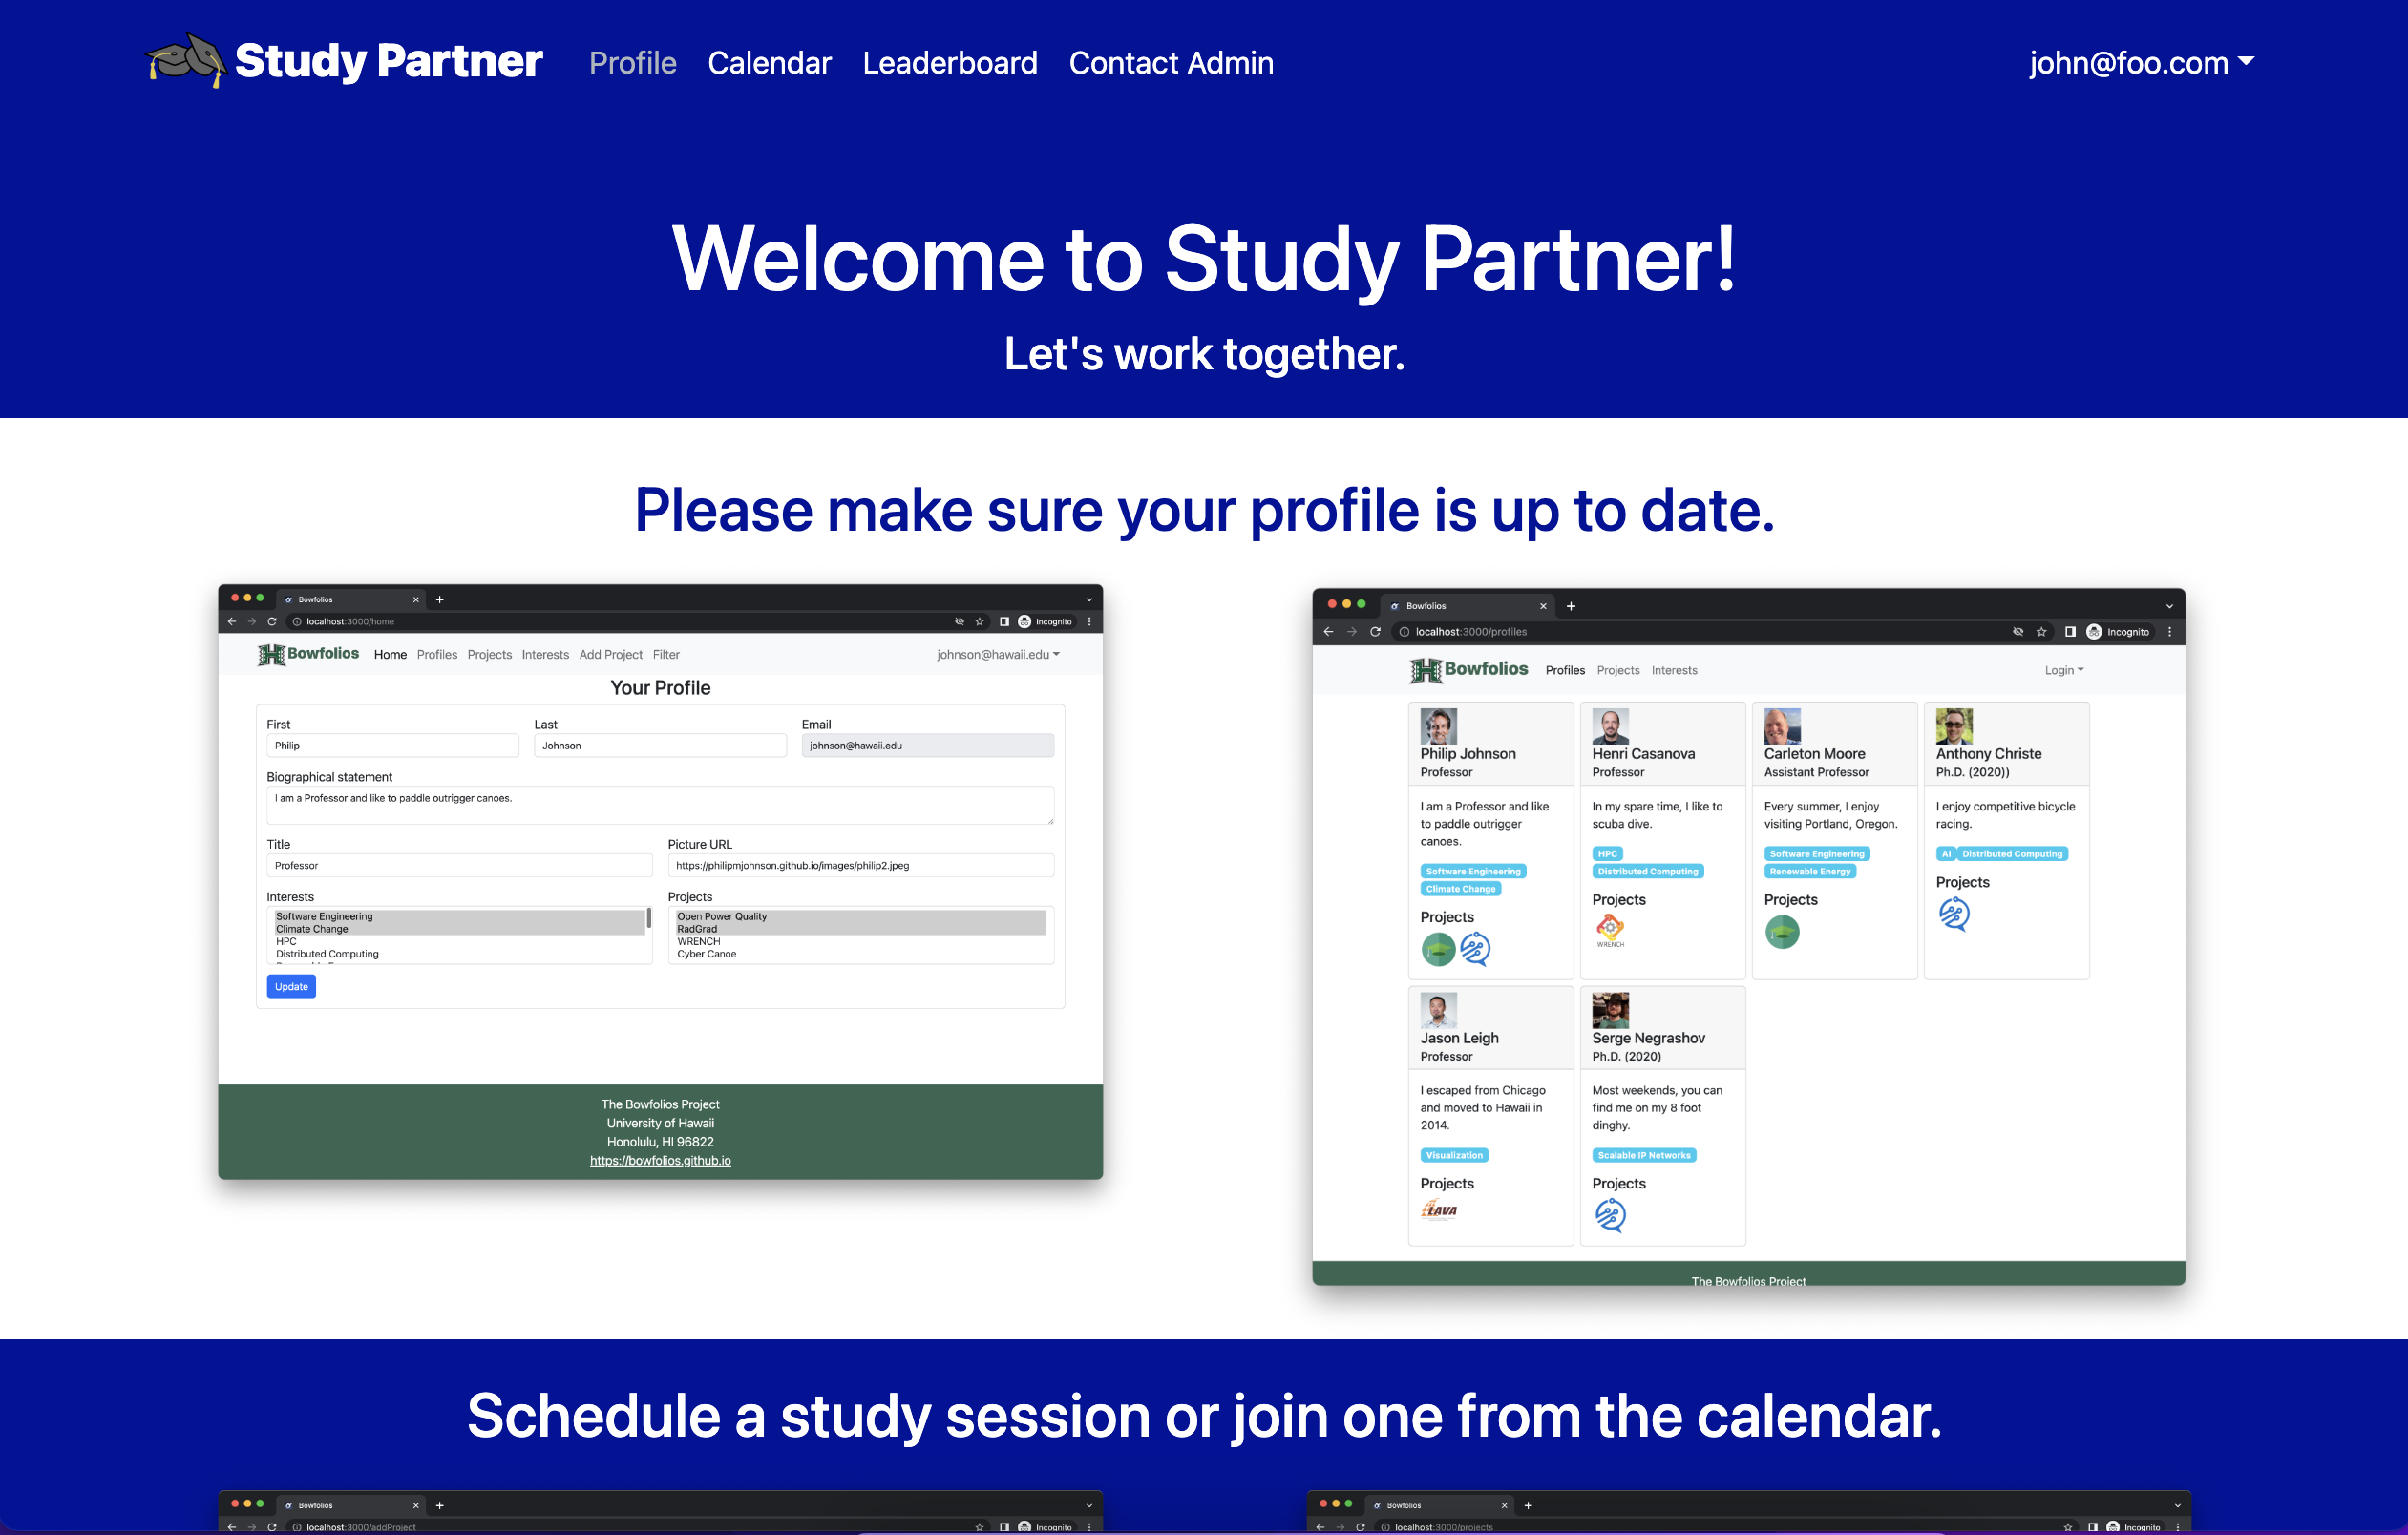 Study Partner Profile Calendar Leaderboard Contact Admin john@foo.com
Welcome to Study Partner!
Let's work together.
Please make sure your profile is up to date.
Bowfolios
localhost:3000/home Incognito
Bowfolios Home Profiles Projects Interests Add Project Filter johnson@hawaii.edu
Your Profile
First Last Email
Philip Johnson johnson@hawaii.edu
Biographical statement
I am a Professor and like to paddle outrigger canoes.
Title Picture URL
Professor https://philipmjohnson.github.io/images/philip2.jpeg
Interests Projects
Software Engineering Open Power Quality
Climate Change RadGrad
HPC WRENCH
Distributed Computing Cyber Canoe
Update
The Bowfolios Project
University of Hawaii
Honolulu, HI 96822
https://bowfolios.github.io
Bowfolios
localhost:3000/profiles Incognito
Bowfolios Profiles Projects Interests Login
Philip Johnson
Professor
I am a Professor and like
to paddle outrigger
canoes.
Software Engineering
Climate Change
Projects
Henri Casanova
Professor
In my spare time, I like to
scuba dive.
HPC
Distributed Computing
Projects
WRENCH
Carleton Moore
Assistant Professor
Every summer, I enjoy
visiting Portland, Oregon.
Software Engineering
Renewable Energy
Projects
Anthony Christe
Ph.D. (2020))
I enjoy competitive bicycle
racing.
AI Distributed Computing
Projects
Jason Leigh
Professor
I escaped from Chicago
and moved to Hawaii in
2014.
Visualization
Projects
LAVA
Serge Negrashov
Ph.D. (2020)
Most weekends, you can
find me on my 8 foot
dinghy.
Scalable IP Networks
Projects
The Bowfolios Project
Schedule a study session or join one from the calendar.
Bowfolios
localhost:3000/addProject Incognito
Bowfolios
localhost:3000/projects Incognito